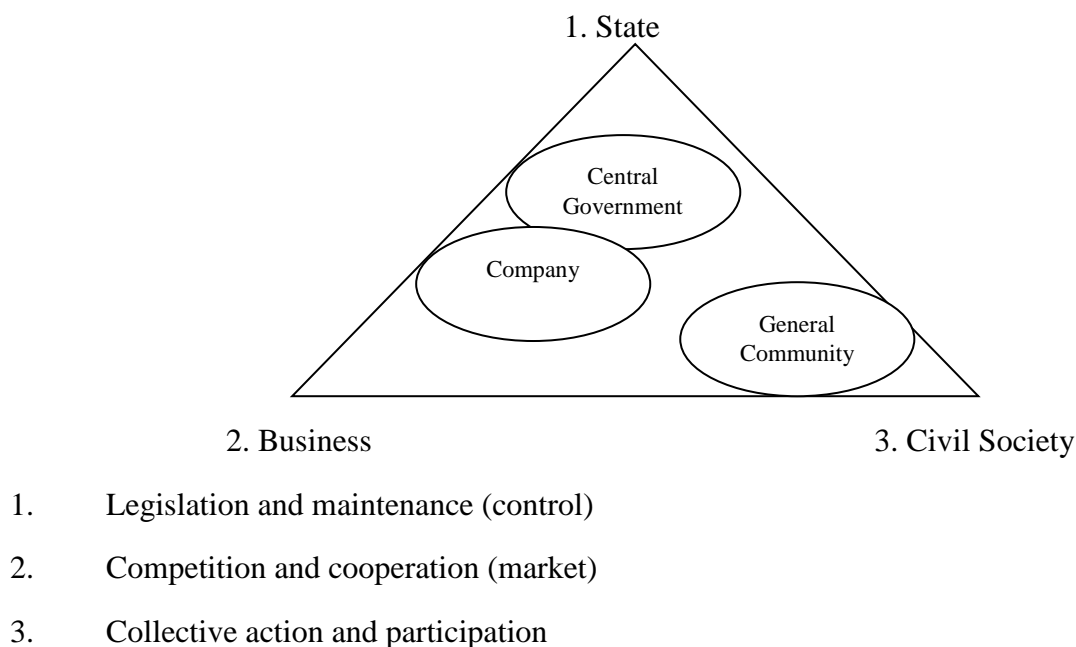 1. State
Central
Government
Company
General
Community
2. Business
3. Civil Society
1. Legislation and maintenance (control)
2. Competition and cooperation (market)
3. Collective action and participation